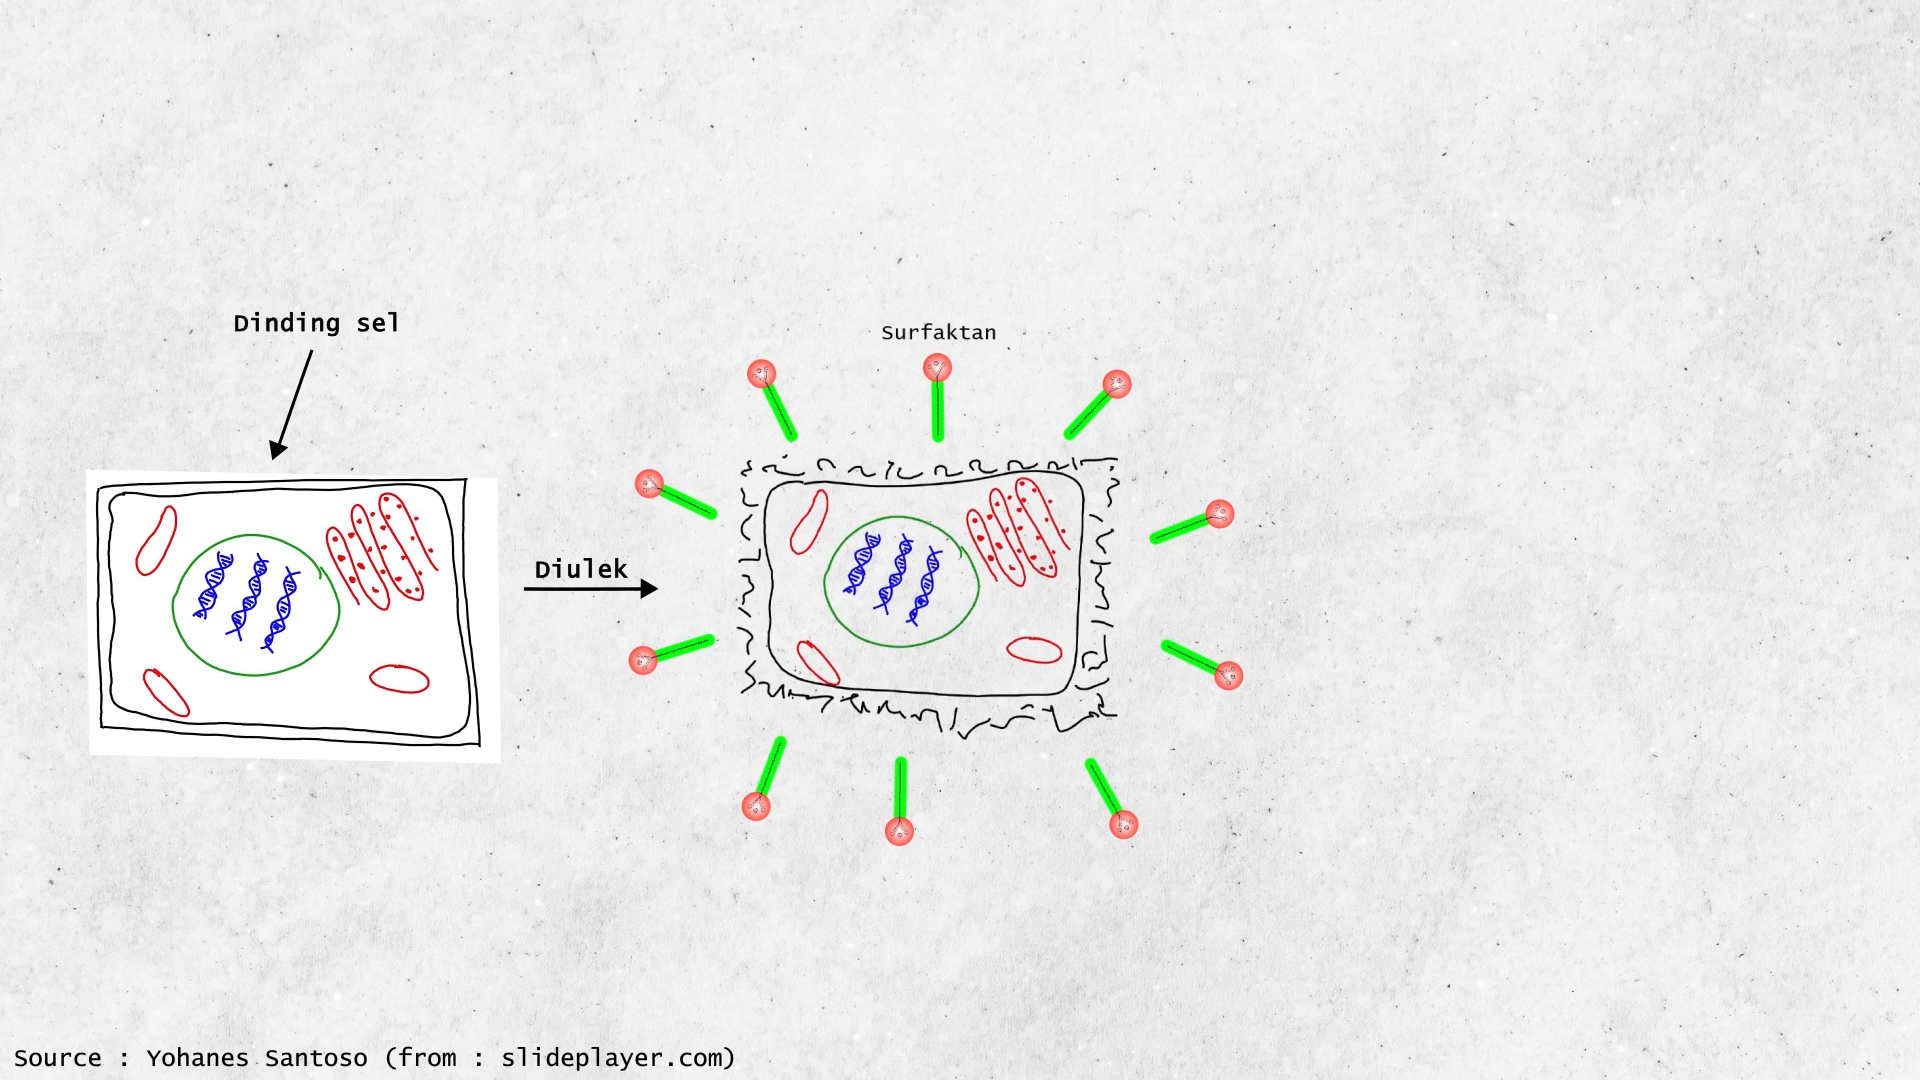 Dinding sel
Surfaktan
Diulek
Source : Yohanes Santoso (from : slideplayer.com)